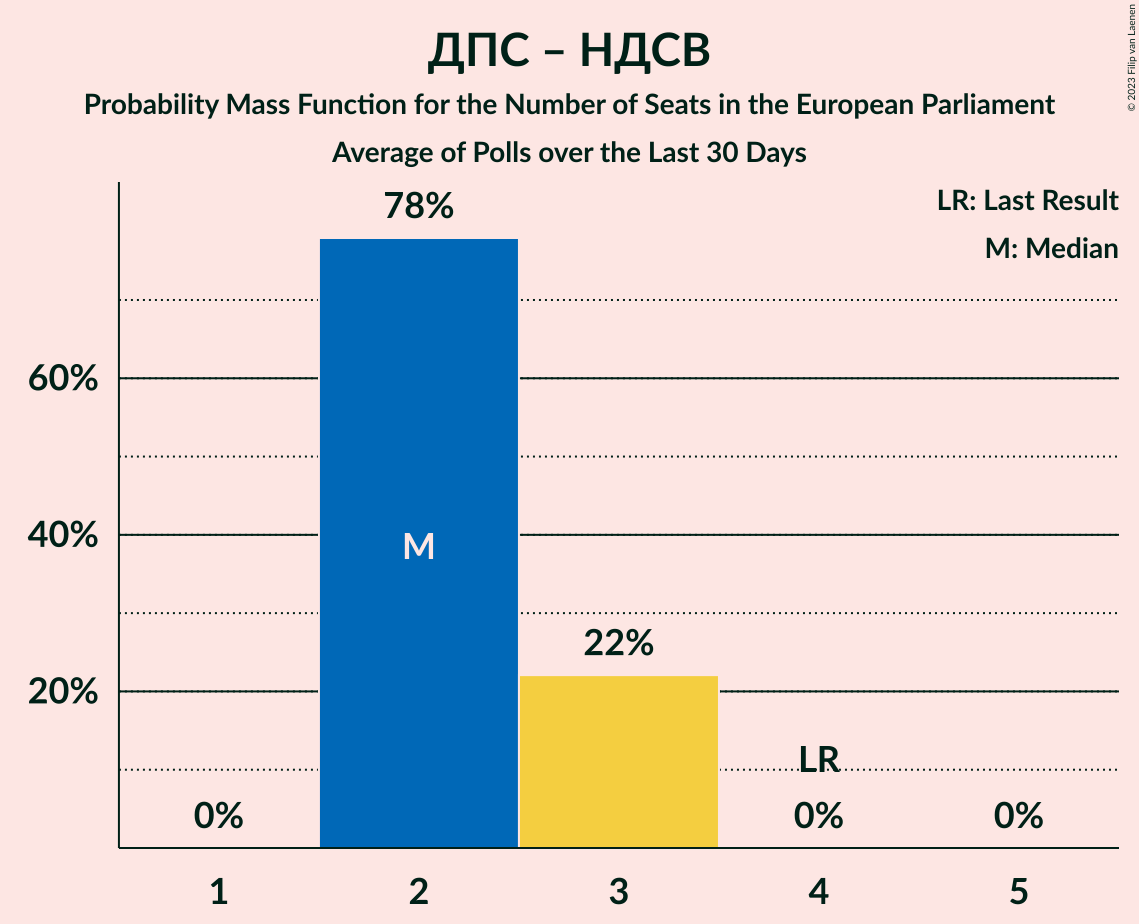 ДПС – НДСВ
Probability Mass Function for the Number of Seats in the European Parliament
Average of Polls over the Last 30 Days
© 2023 Filip van Laenen
LR: Last Result
M: Median
78%
60%
40%
M
22%
20%
LR
0%
0%
0%
1
2
3
4
5